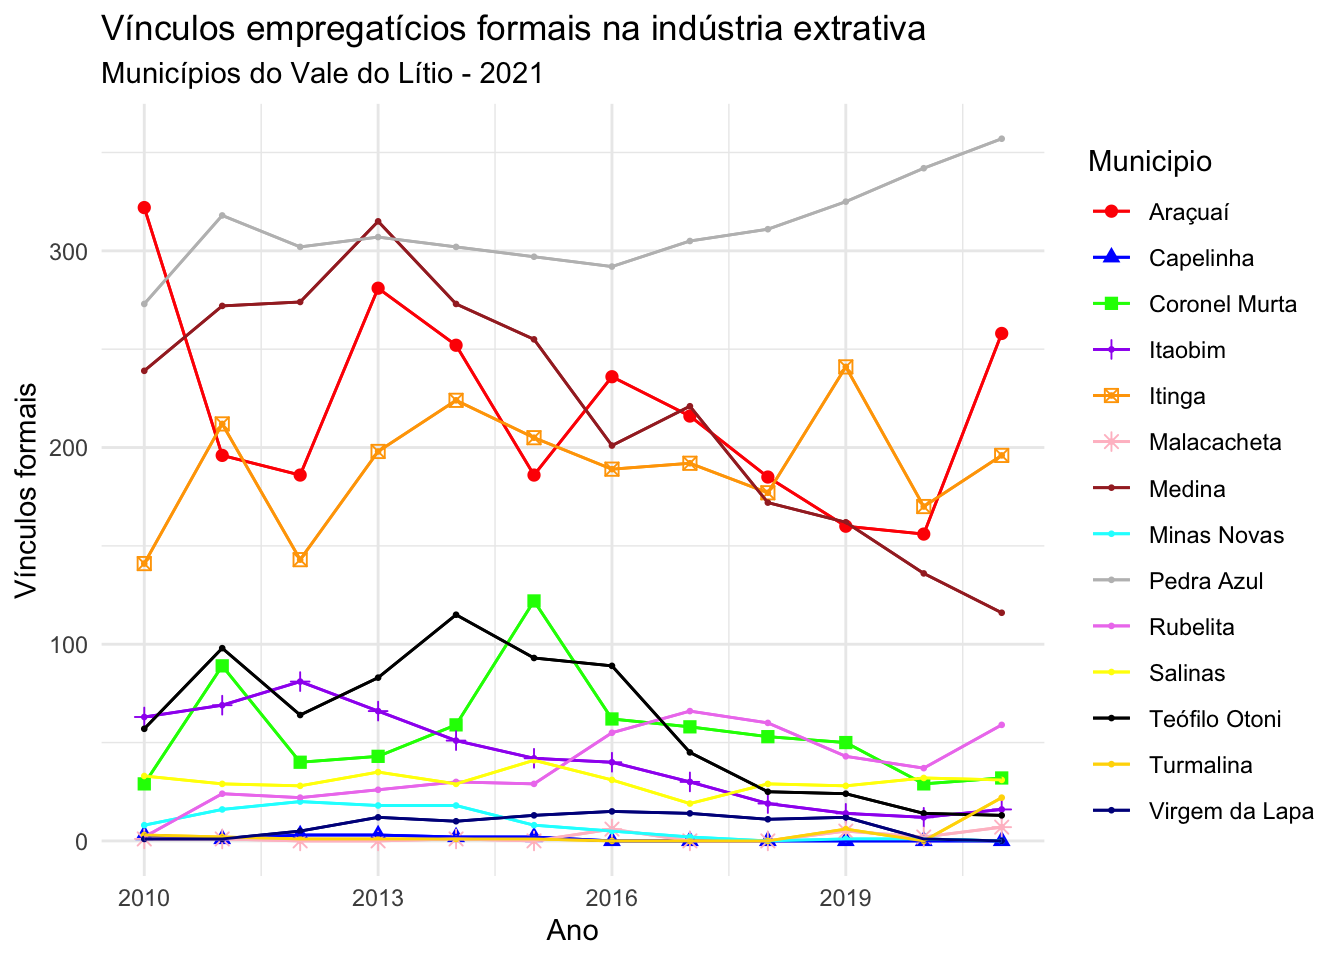 Vínculos empregatícios formais na indústria extrativa
Municípios do Vale do Lítio - 2021
Vínculos formais
300
200
100
0
2010
2013
2016
2019
Ano
Municipio
Araçuaí
Capelinha
Coronel Murta
Itaobim
Itinga
Malacacheta
Medina
Minas Novas
Pedra Azul
Rubelita
Salinas
Teófilo Otoni
Turmalina
Virgem da Lapa